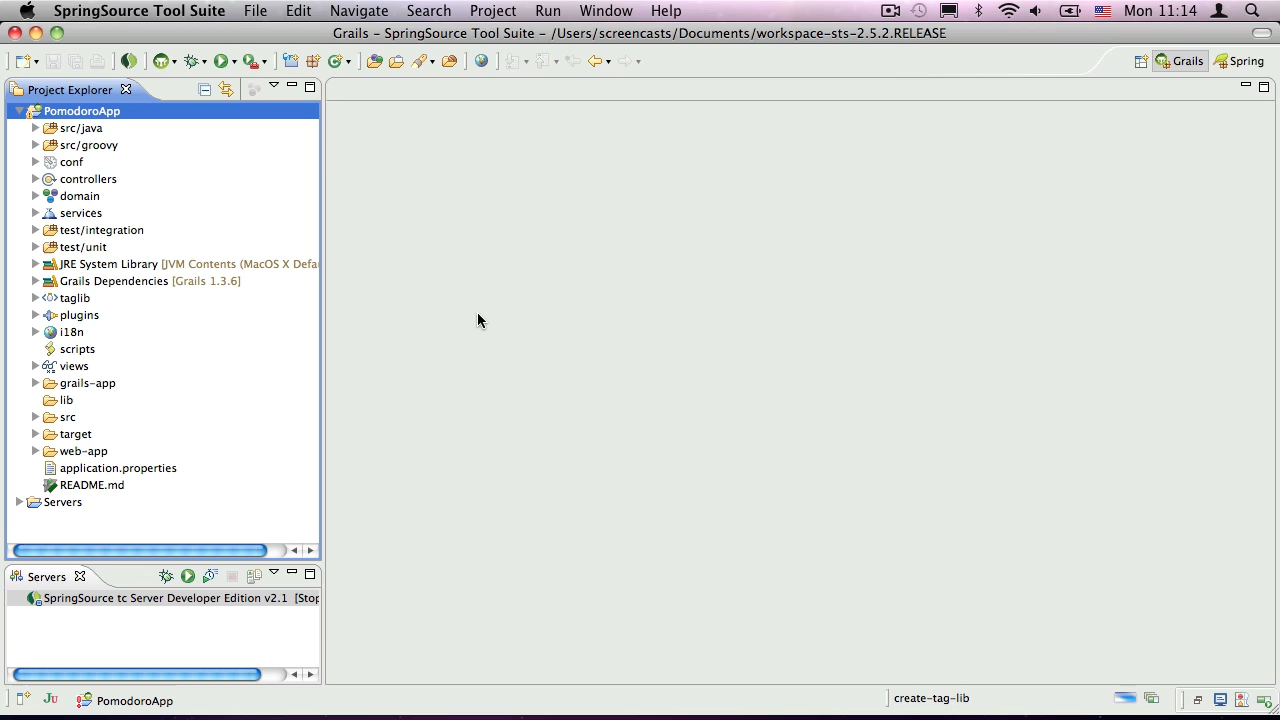 SpringSource Tool Suite File Edit Navigate Search Project Run Window Help Mon 11:14
Grails - SpringSource Tool Suite - /Users/screencasts/Documents/workspace-sts-2.5.2.RELEASE
Grails Spring
Project Explorer
PomodoroApp
src/java
src/groovy
conf
controllers
domain
services
test/integration
test/unit
JRE System Library [JVM Contents (MacOS X Defa
Grails Dependencies [Grails 1.3.6]
taglib
plugins
i18n
scripts
views
grails-app
lib
src
target
web-app
application.properties
README.md
Servers
Servers
SpringSource tc Server Developer Edition v2.1 [Stop
Ju PomodoroApp create-tag-lib